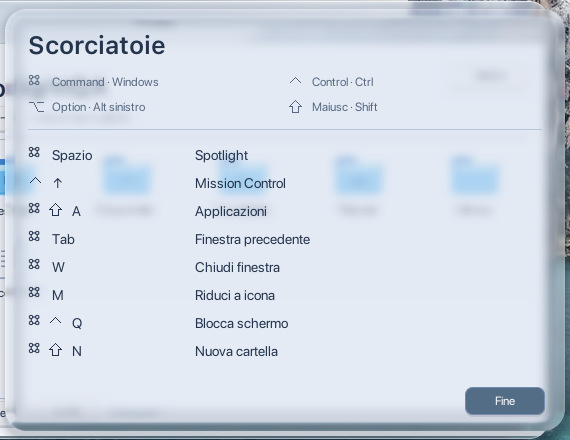 Scorciatoie
⌘ Command · Windows
⌃ Control · Ctrl
⌥ Option · Alt sinistro
⇧ Maiusc · Shift
⌘ Spazio Spotlight
⌃ ↑ Mission Control
⌘ ⇧ A Applicazioni
⌘ Tab Finestra precedente
⌘ W Chiudi finestra
⌘ M Riduci a icona
⌘ ⌃ Q Blocca schermo
⌘ ⇧ N Nuova cartella
Fine